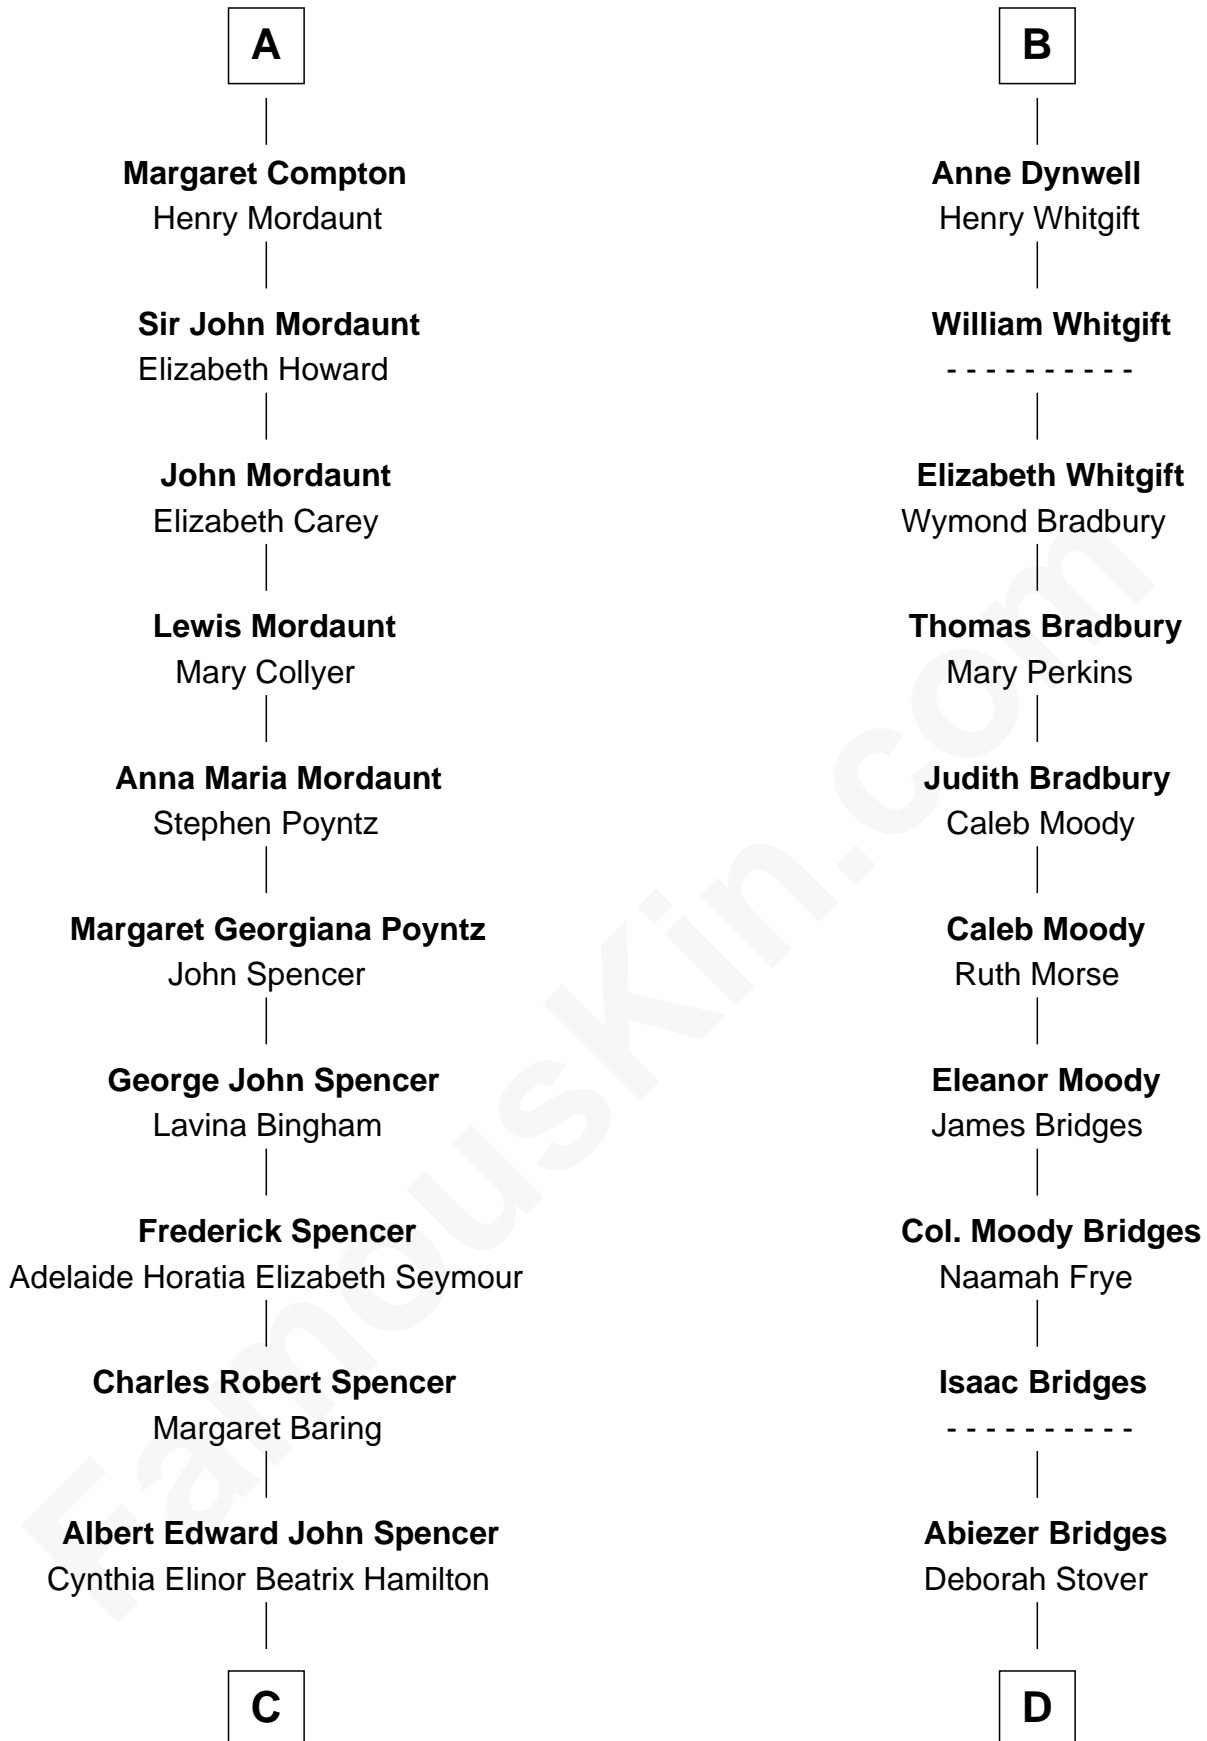 A
Margaret Compton
Henry Mordaunt
Sir John Mordaunt
Elizabeth Howard
John Mordaunt
Elizabeth Carey
Lewis Mordaunt
Mary Collyer
Anna Maria Mordaunt
Stephen Poyntz
Margaret Georgiana Poyntz
John Spencer
George John Spencer
Lavina Bingham
Frederick Spencer
Adelaide Horatia Elizabeth Seymour
Charles Robert Spencer
Margaret Baring
Albert Edward John Spencer
Cynthia Elinor Beatrix Hamilton
C
B
Anne Dynwell
Henry Whitgift
William Whitgift
- - - - - - - - - -
Elizabeth Whitgift
Wymond Bradbury
Thomas Bradbury
Mary Perkins
Judith Bradbury
Caleb Moody
Caleb Moody
Ruth Morse
Eleanor Moody
James Bridges
Col. Moody Bridges
Naamah Frye
Isaac Bridges
- - - - - - - - - -
Abiezer Bridges
Deborah Stover
D
FamousKin.com